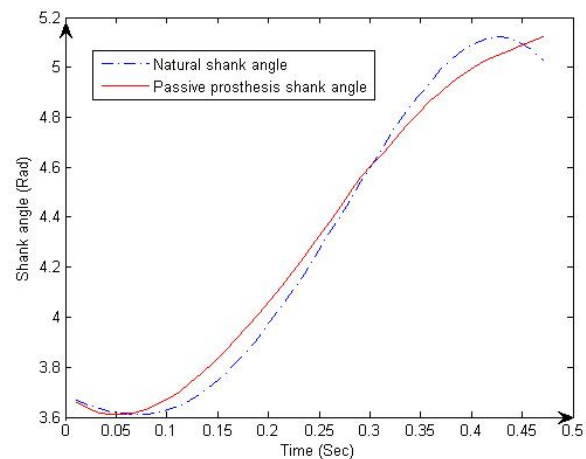 5.2
5
4.8
4.6
4.4
4.2
4
3.8
3.6
Shank angle (Rad)
Natural shank angle
Passive prosthesis shank angle
0 0.05 0.1 0.15 0.2 0.25 0.3 0.35 0.4 0.45 0.5
Time (Sec)